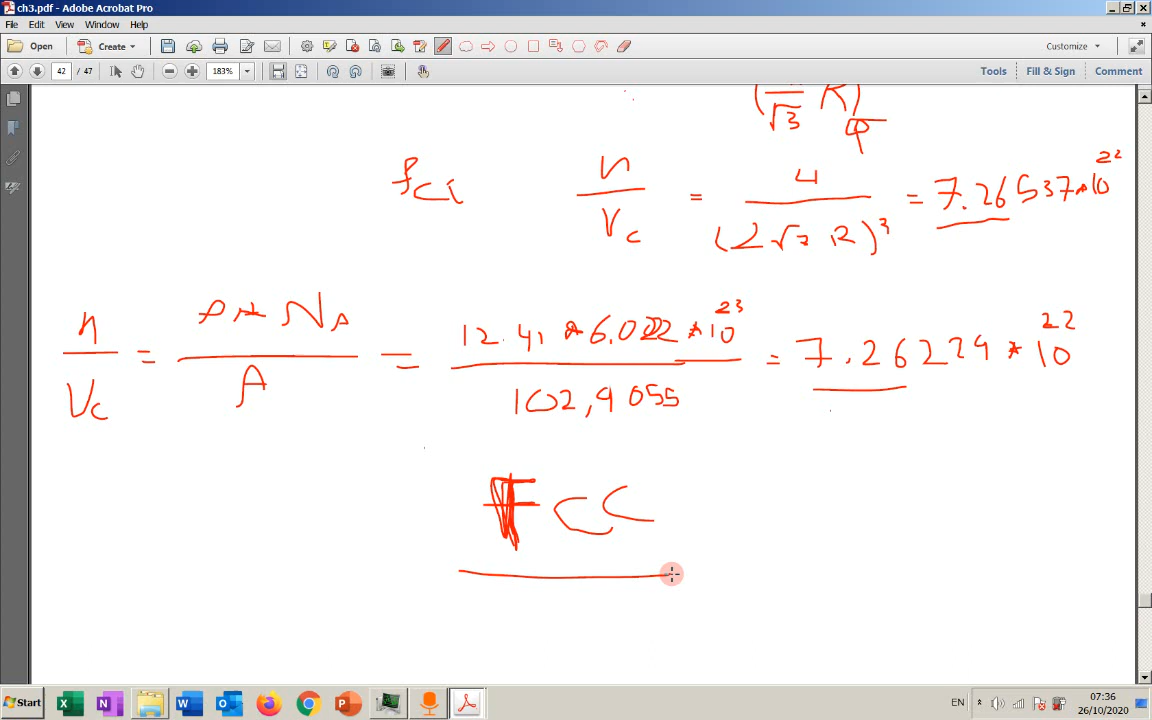 ch3.pdf - Adobe Acrobat Pro
File Edit View Window Help
Open Create Customize
42 / 47 183% Tools Fill & Sign Comment
(√3 R)
fcc n/Vc = 4/(2√2 R)³ = 7.26537*10²²
n/Vc = ρ*NA/A = 12.41*6.022*10²³/102,9055 = 7.26229*10²²
FCC
Start EN 07:36
26/10/2020